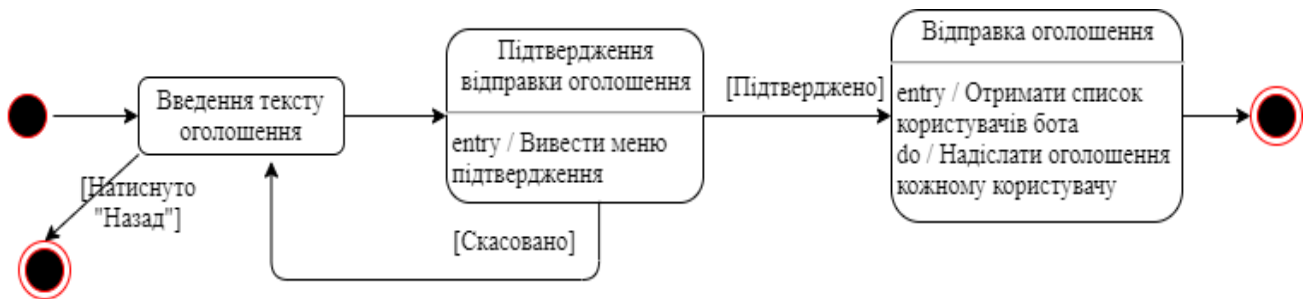 Введення тексту
оголошення
[Натиснуто
"Назад"]
Підтвердження
відправки оголошення
entry / Вивести меню
підтвердження
[Скасовано]
[Підтверджено]
Відправка оголошення
entry / Отримати список
користувачів бота
do / Надіслати оголошення
кожному користувачу